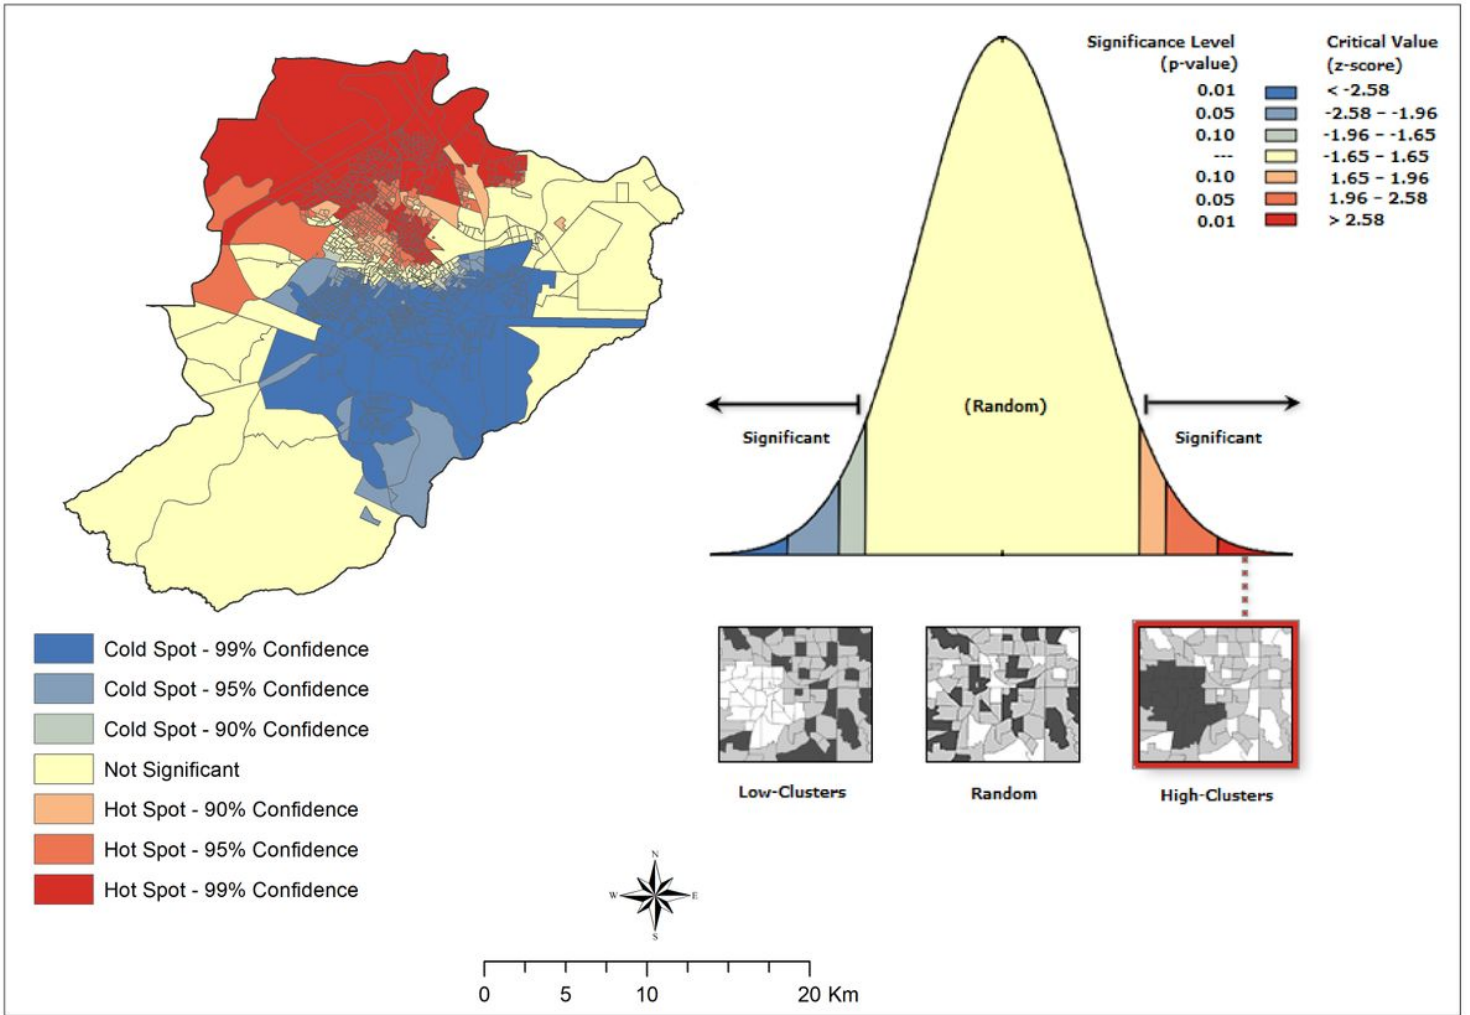 Significance Level
(p-value)
Critical Value
(z-score)
0.01 < -2.58
0.05 -2.58 – -1.96
0.10 -1.96 – -1.65
--- -1.65 – 1.65
0.10 1.65 – 1.96
0.05 1.96 – 2.58
0.01 > 2.58
(Random)
Significant
Significant
Cold Spot - 99% Confidence
Cold Spot - 95% Confidence
Cold Spot - 90% Confidence
Not Significant
Hot Spot - 90% Confidence
Hot Spot - 95% Confidence
Hot Spot - 99% Confidence
Low-Clusters
Random
High-Clusters
N
W E
S
0 5 10 20 Km